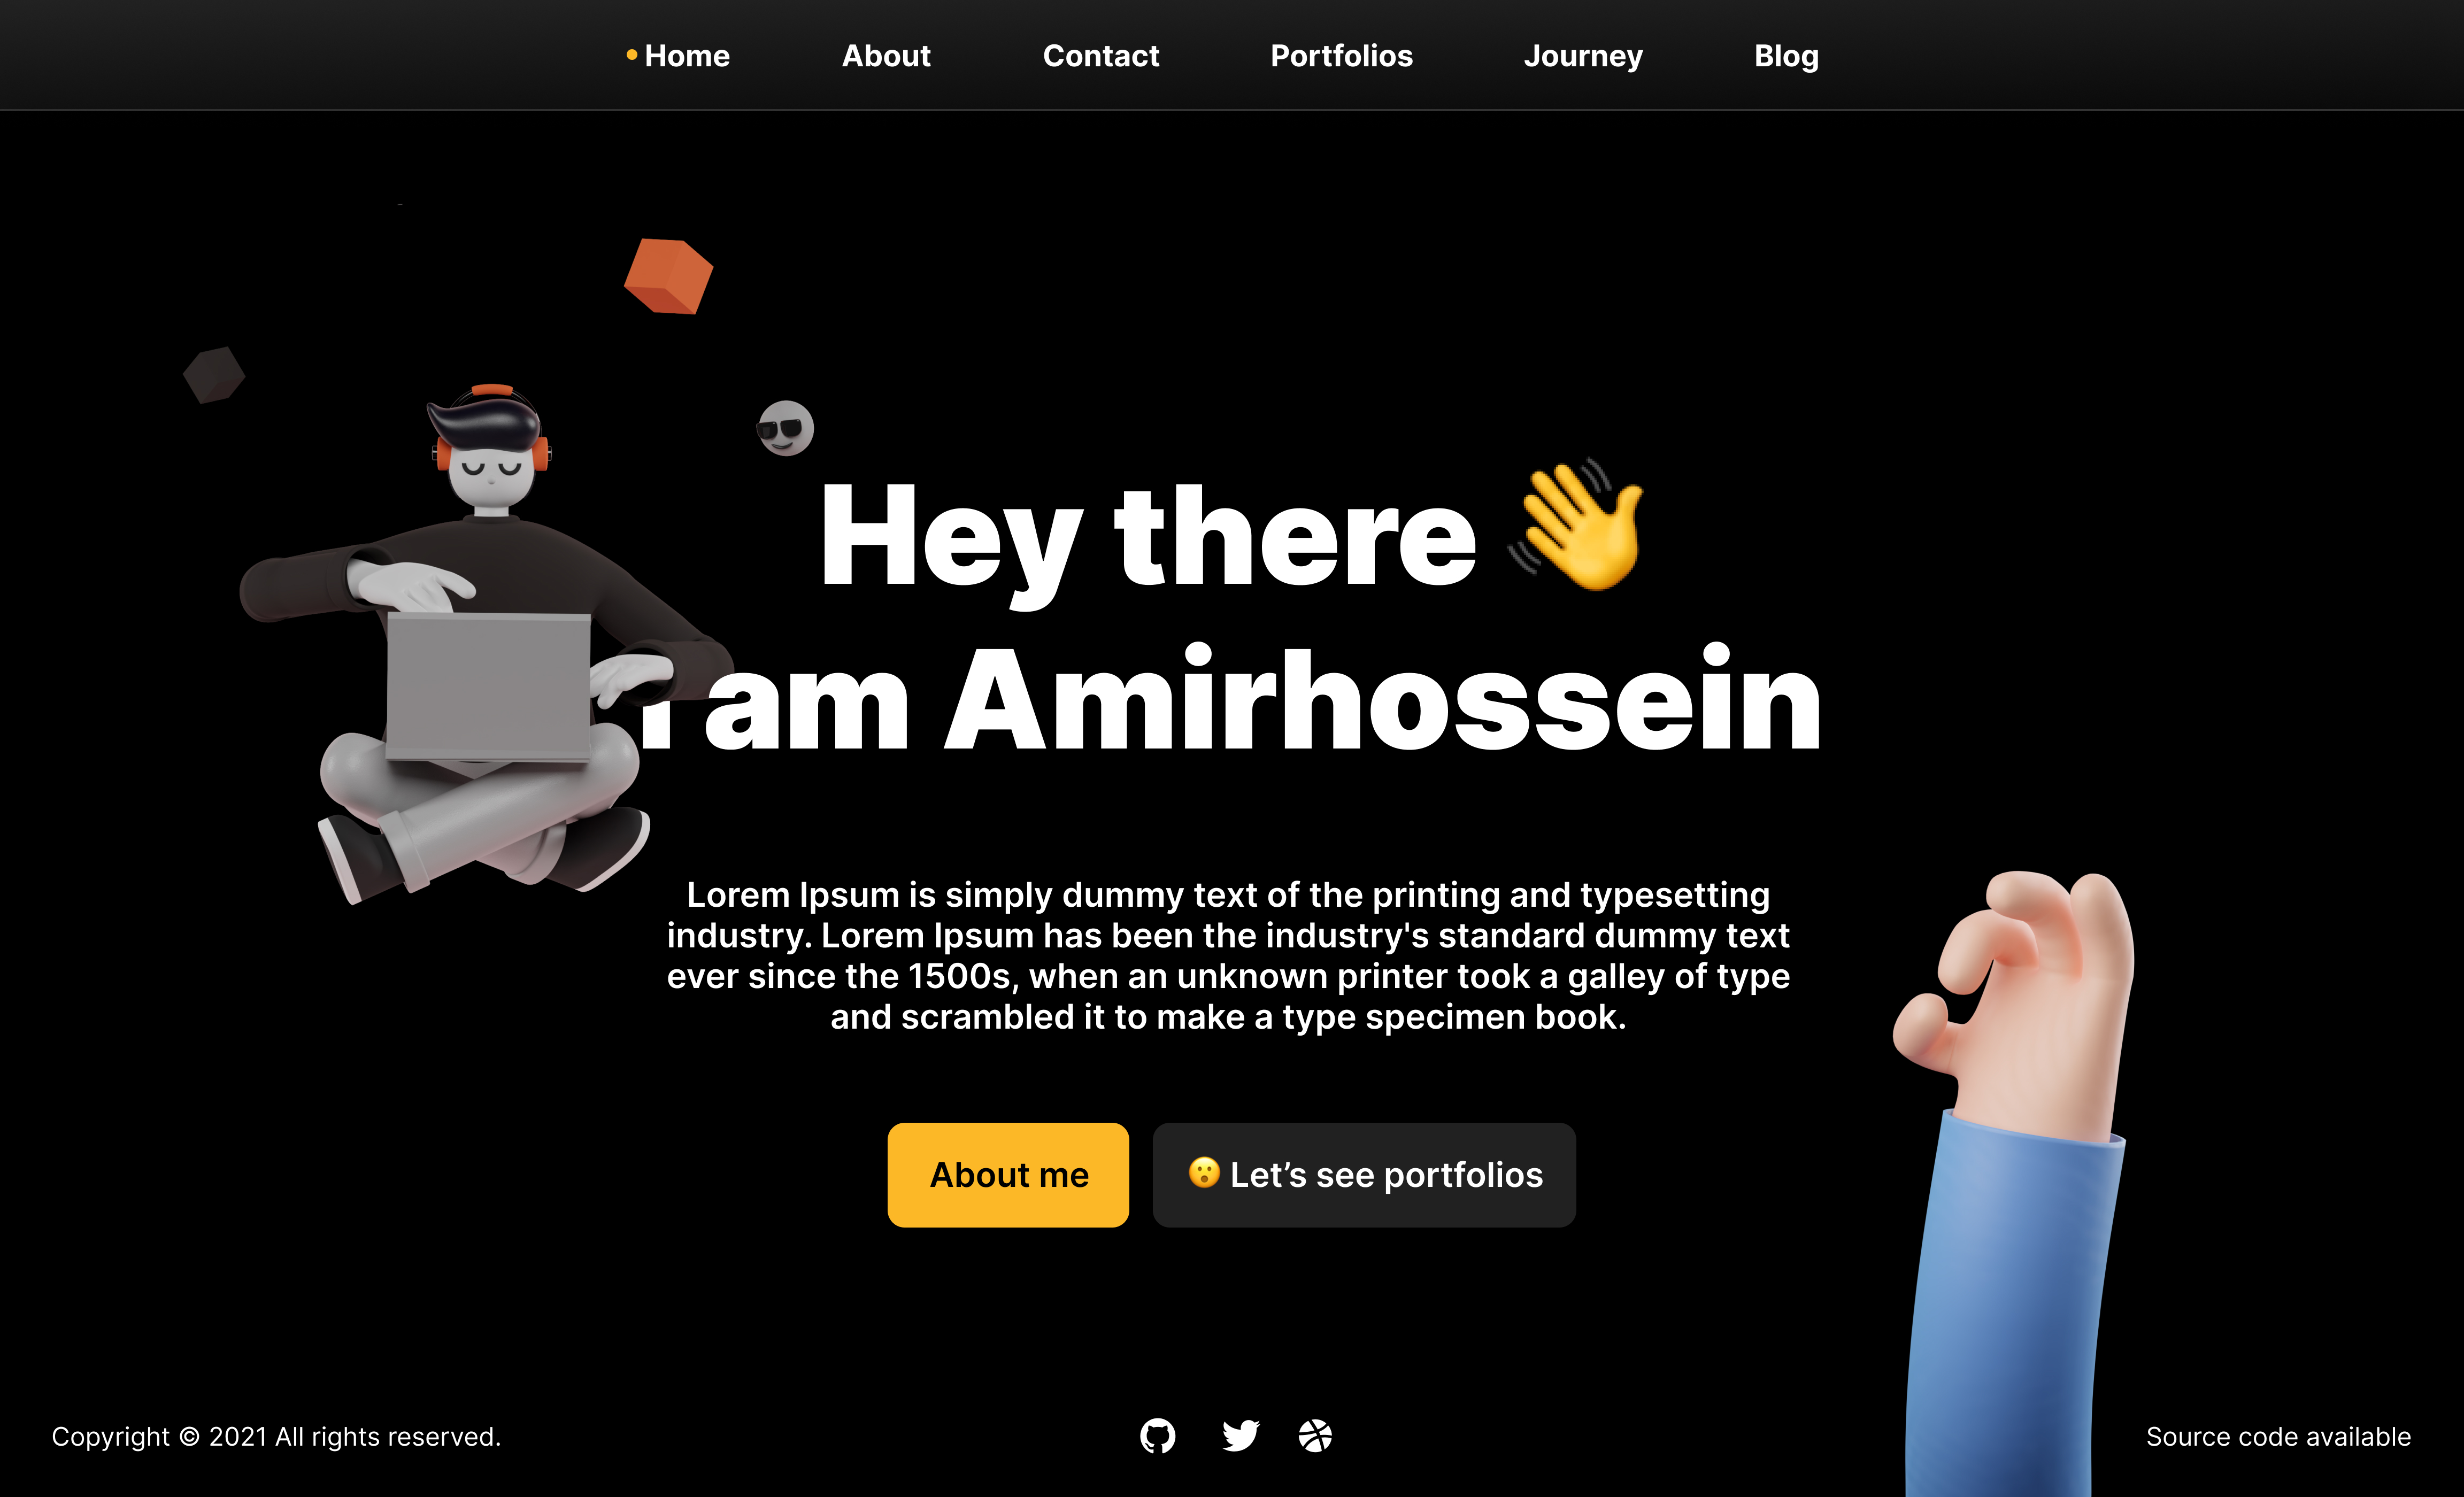 Home About Contact Portfolios Journey Blog
Hey there 👋
I am Amirhossein
Lorem Ipsum is simply dummy text of the printing and typesetting
industry. Lorem Ipsum has been the industry's standard dummy text
ever since the 1500s, when an unknown printer took a galley of type
and scrambled it to make a type specimen book.
About me
😮 Let’s see portfolios
Copyright © 2021 All rights reserved.
Source code available